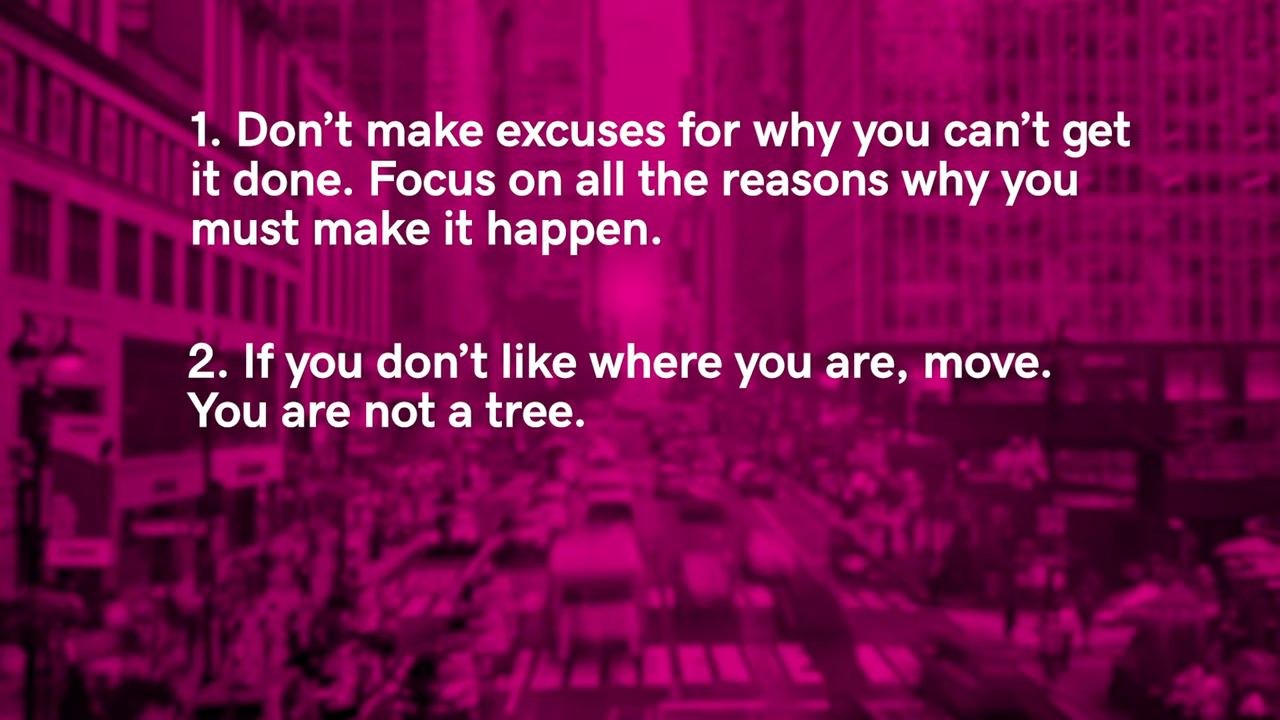 1. Don’t make excuses for why you can’t get
it done. Focus on all the reasons why you
must make it happen.
2. If you don’t like where you are, move.
You are not a tree.